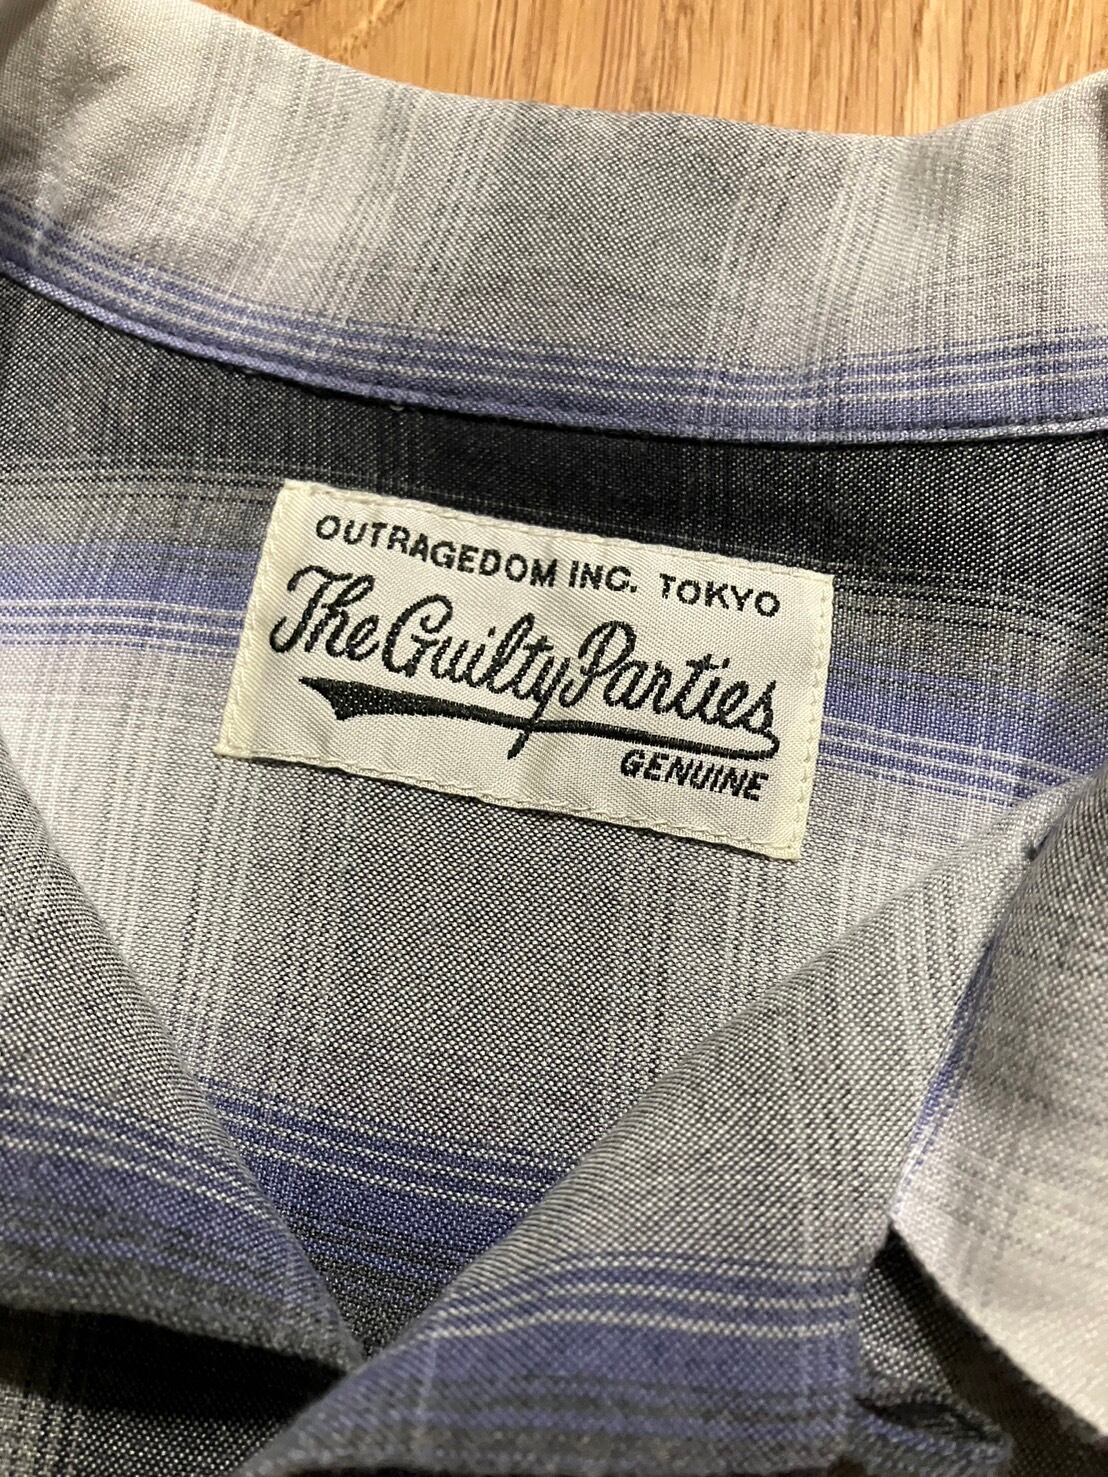 OUTRAGEDOM INC. TOKYO
The Guilty Parties
GENUINE